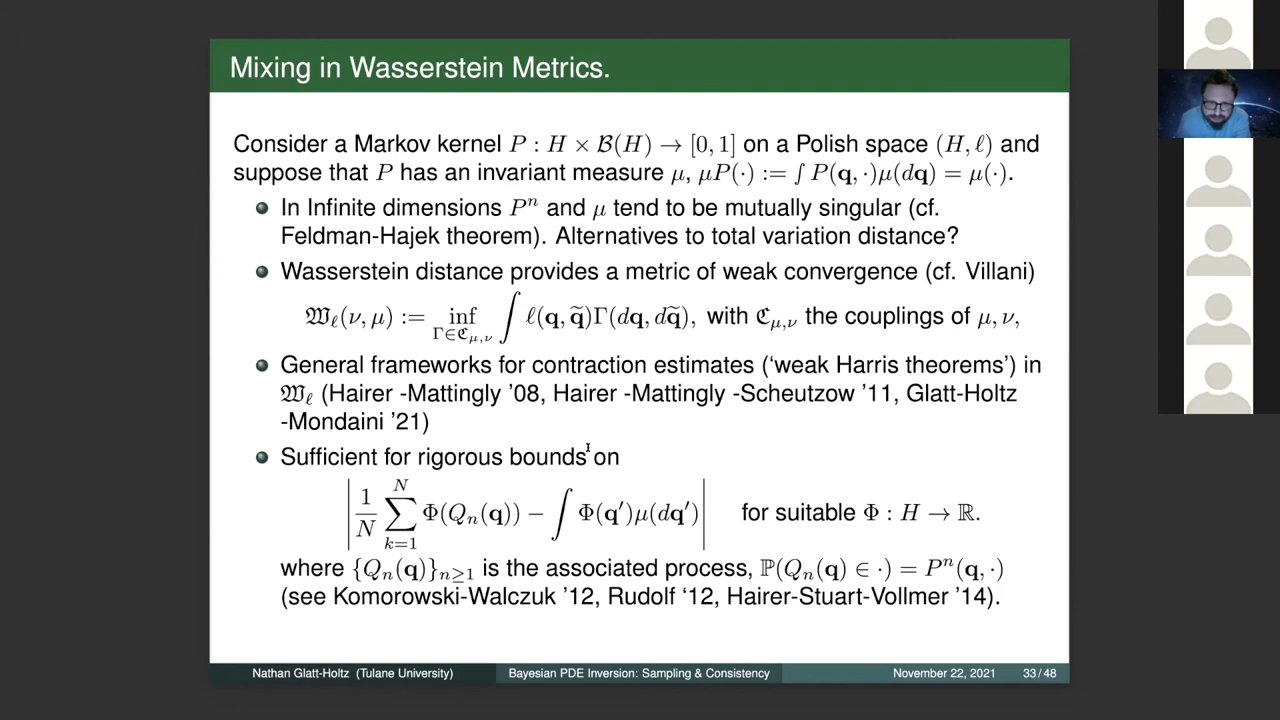 Mixing in Wasserstein Metrics.
Consider a Markov kernel P : H × B(H) → [0, 1] on a Polish space (H, ℓ) and
suppose that P has an invariant measure μ, μP(·) := ∫ P(q, ·)μ(dq) = μ(·).
In Infinite dimensions Pⁿ and μ tend to be mutually singular (cf.
Feldman-Hajek theorem). Alternatives to total variation distance?
Wasserstein distance provides a metric of weak convergence (cf. Villani)
𝔚_ℓ(ν, μ) := inf_{Γ∈ℭ_{μ,ν}} ∫ ℓ(q, q̃)Γ(dq, dq̃), with ℭ_{μ,ν} the couplings of μ, ν,
General frameworks for contraction estimates (‘weak Harris theorems’) in
𝔚_ℓ (Hairer -Mattingly ’08, Hairer -Mattingly -Scheutzow ’11, Glatt-Holtz
-Mondaini ’21)
Sufficient for rigorous bounds on
| 1/N ∑_{k=1}^{N} Φ(Q_n(q)) − ∫ Φ(q′)μ(dq′) | for suitable Φ : H → ℝ.
where {Q_n(q)}_{n≥1} is the associated process, ℙ(Q_n(q) ∈ ·) = Pⁿ(q, ·)
(see Komorowski-Walczuk ’12, Rudolf ‘12, Hairer-Stuart-Vollmer ’14).
Nathan Glatt-Holtz (Tulane University) Bayesian PDE Inversion: Sampling & Consistency November 22, 2021 33 / 48